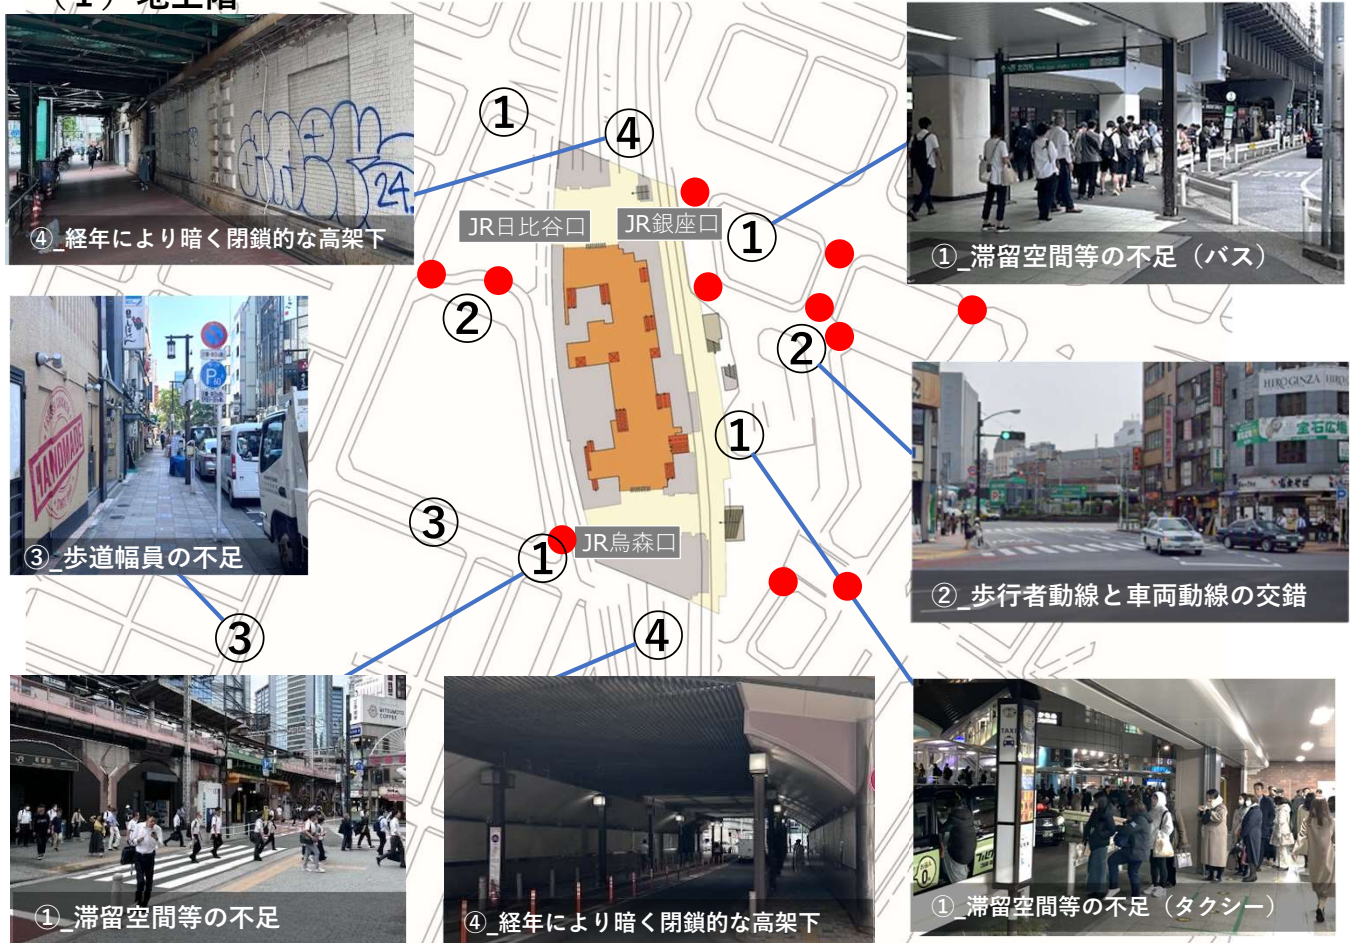 （１）地上階
24.
④_経年により暗く閉鎖的な高架下
①
④
JR日比谷口
JR銀座口
①
①_滞留空間等の不足（バス）
②
②
P
60
HANDMADE
③_歩道幅員の不足
HIRO GINZA
宝石広場
②_歩行者動線と車両動線の交錯
①
③
①
JR烏森口
③
④
①_滞留空間等の不足
④_経年により暗く閉鎖的な高架下
TAXI
①_滞留空間等の不足（タクシー）